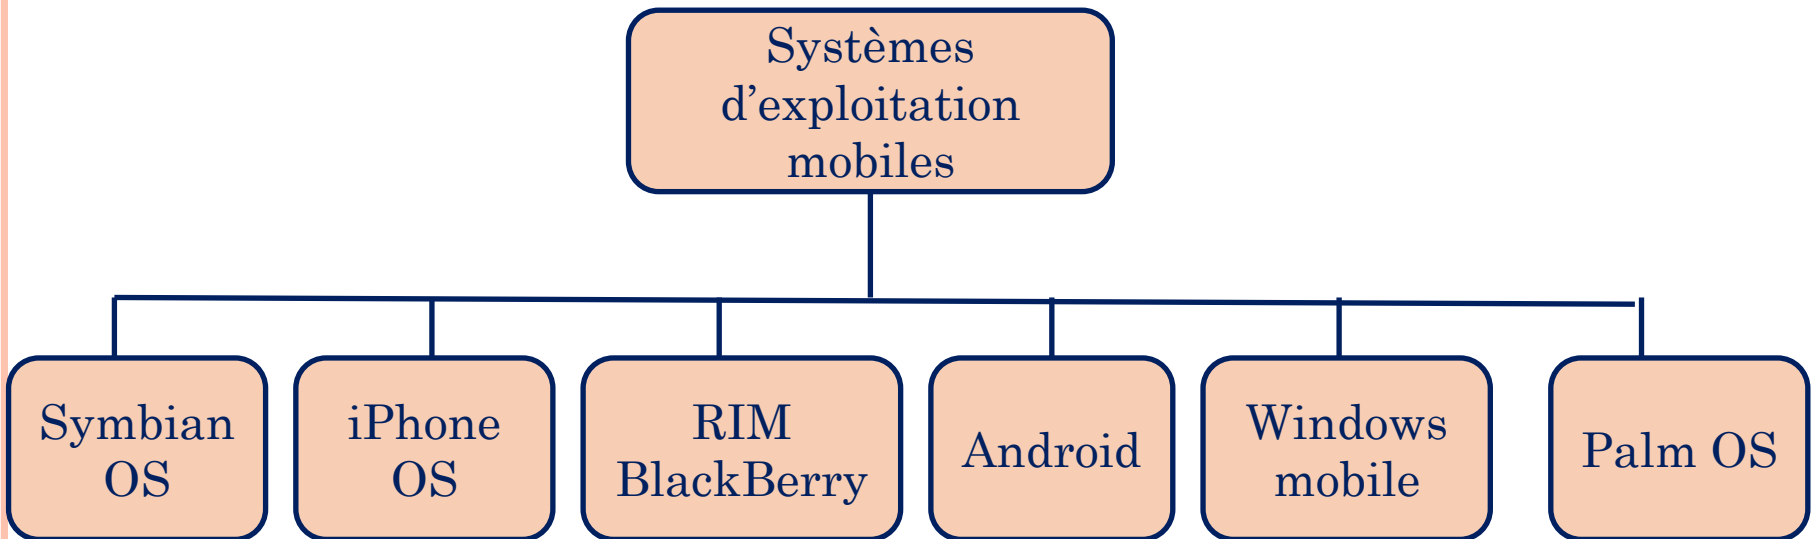 Systèmes
d’exploitation
mobiles
Symbian
OS
iPhone
OS
RIM
BlackBerry
Android
Windows
mobile
Palm OS